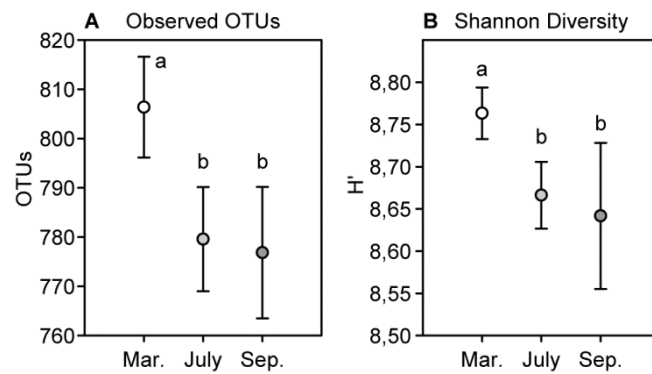 A Observed OTUs
820
810
800
790
780
770
760
OTUs
a
b
b
Mar. July Sep.
B Shannon Diversity
8,80
8,75
8,70
8,65
8,60
8,55
8,50
H'
a
b
b
Mar. July Sep.